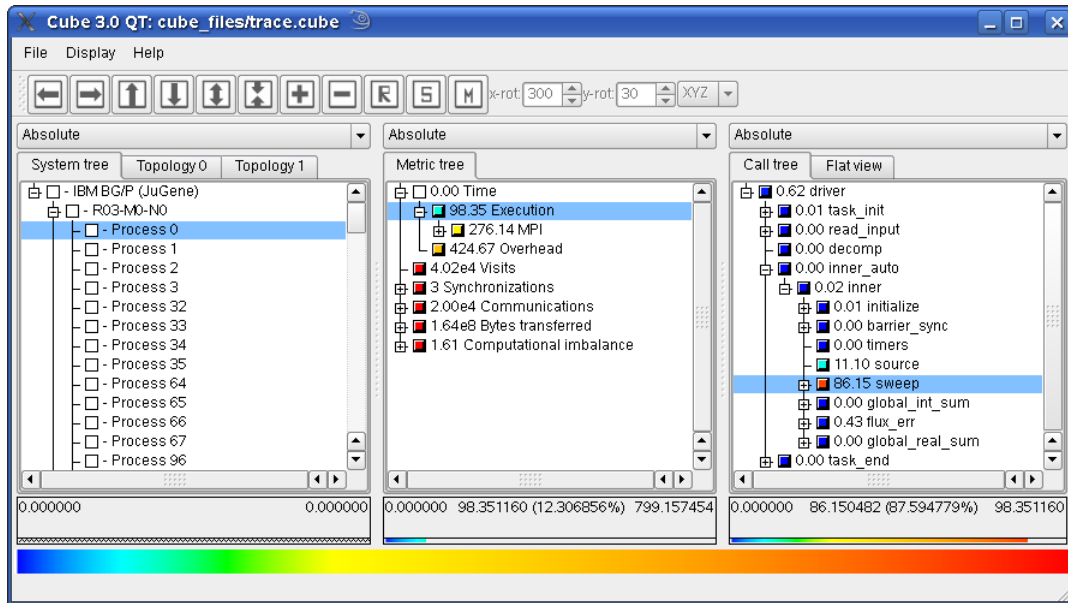 Cube 3.0 QT: cube_files/trace.cube
File Display Help
R S M x-rot: 300 y-rot: 30 XYZ
Absolute Absolute Absolute
System tree Topology 0 Topology 1
- IBM BG/P (JuGene)
- R03-M0-N0
- Process 0
- Process 1
- Process 2
- Process 3
- Process 32
- Process 33
- Process 34
- Process 35
- Process 64
- Process 65
- Process 66
- Process 67
- Process 96
0.000000 0.000000
Metric tree
0.00 Time
98.35 Execution
276.14 MPI
424.67 Overhead
4.02e4 Visits
3 Synchronizations
2.00e4 Communications
1.64e8 Bytes transferred
1.61 Computational imbalance
0.000000 98.351160 (12.306856%) 799.157454
Call tree Flat view
0.62 driver
0.01 task_init
0.00 read_input
0.00 decomp
0.00 inner_auto
0.02 inner
0.01 initialize
0.00 barrier_sync
0.00 timers
11.10 source
86.15 sweep
0.00 global_int_sum
0.43 flux_err
0.00 global_real_sum
0.00 task_end
0.000000 86.150482 (87.594779%) 98.351160